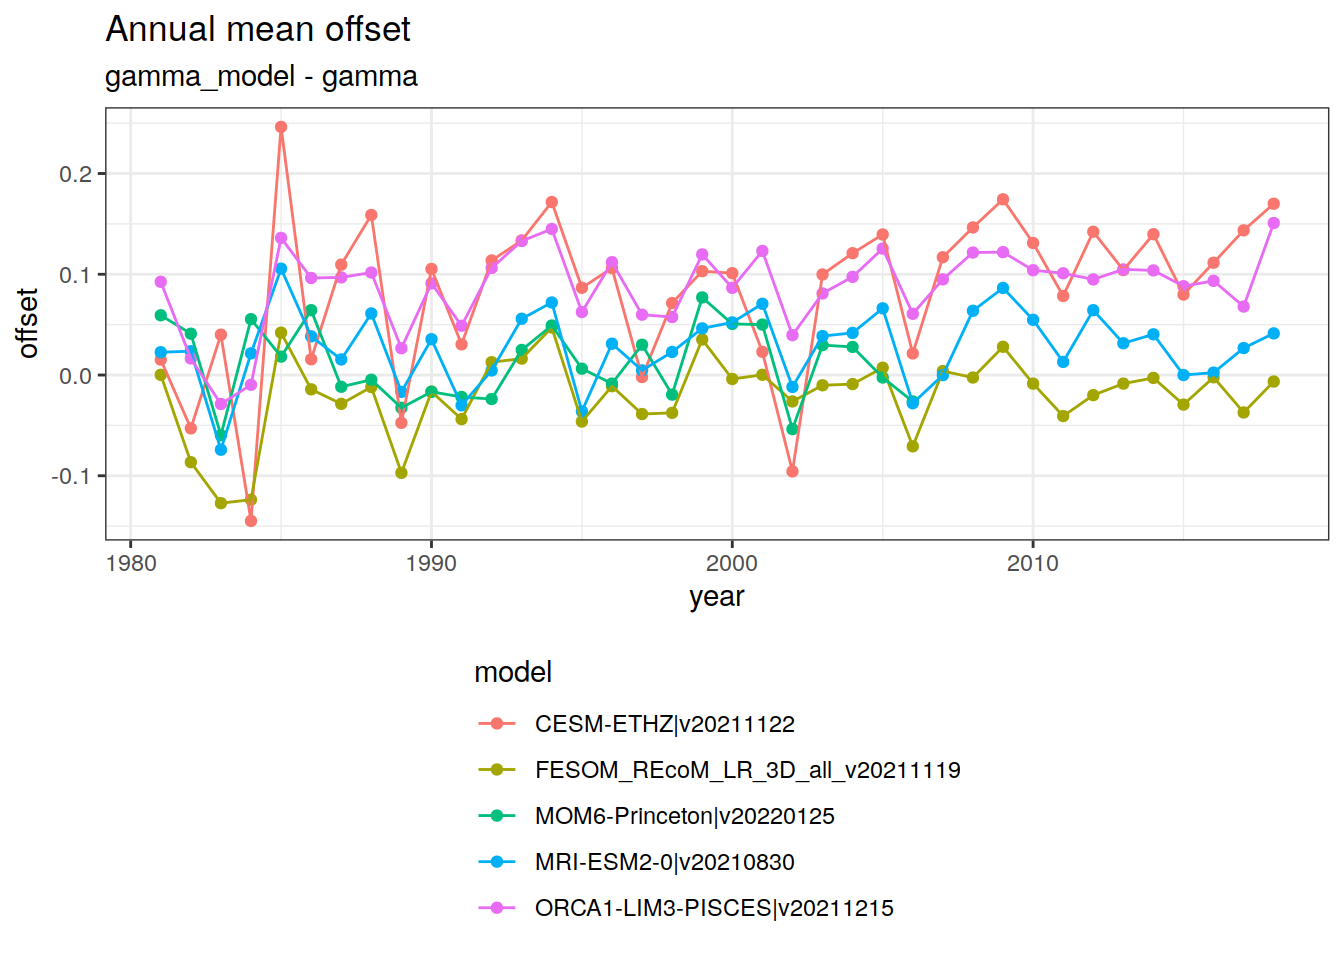 Annual mean offset
gamma_model - gamma
offset
0.2
0.1
0.0
-0.1
1980 1990 2000 2010
year
model
CESM-ETHZ|v20211122
FESOM_REcoM_LR_3D_all_v20211119
MOM6-Princeton|v20220125
MRI-ESM2-0|v20210830
ORCA1-LIM3-PISCES|v20211215